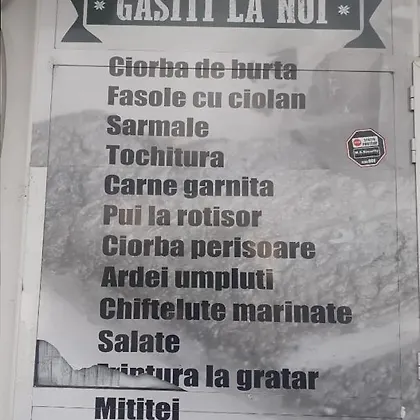 GASITI LA NOI
Ciorba de burta
Fasole cu ciolan
Sarmale
Tochitura
Carne garnita
Pui la rotisor
Ciorba perisoare
Ardei umpluti
Chiftelute marinate
Salate
la gratar
Mititei